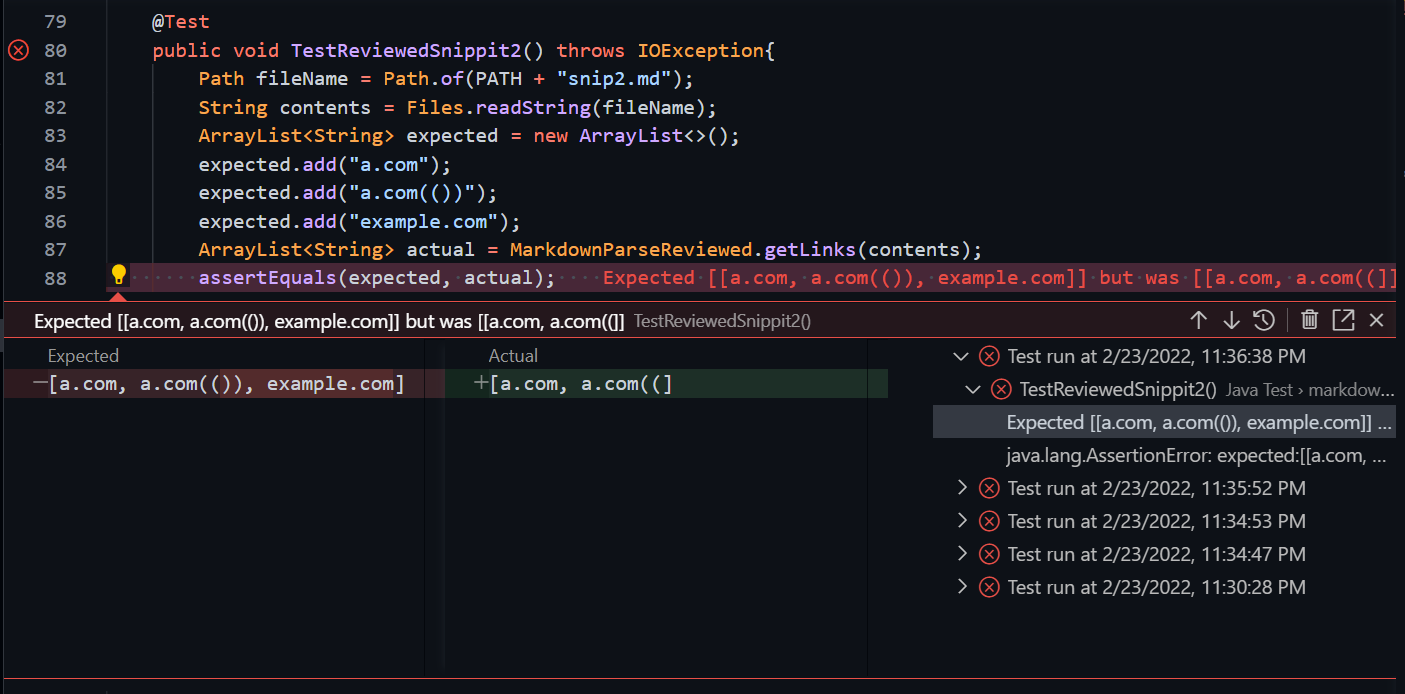 79 @Test
80 public void TestReviewedSnippit2() throws IOException{
81 Path fileName = Path.of(PATH + "snip2.md");
82 String contents = Files.readString(fileName);
83 ArrayList<String> expected = new ArrayList<>();
84 expected.add("a.com");
85 expected.add("a.com(())");
86 expected.add("example.com");
87 ArrayList<String> actual = MarkdownParseReviewed.getLinks(contents);
88 ······assertEquals(expected, actual);····Expected·[[a.com,·a.com(()),·example.com]]·but·was·[[a.com,·a.com((]]
Expected [[a.com, a.com(()), example.com]] but was [[a.com, a.com((]] TestReviewedSnippit2()
Expected Actual
−[a.com, a.com(()), example.com] +[a.com, a.com((]
Test run at 2/23/2022, 11:36:38 PM
TestReviewedSnippit2() Java Test › markdow...
Expected [[a.com, a.com(()), example.com]] ...
java.lang.AssertionError: expected:[[a.com, ...
Test run at 2/23/2022, 11:35:52 PM
Test run at 2/23/2022, 11:34:53 PM
Test run at 2/23/2022, 11:34:47 PM
Test run at 2/23/2022, 11:30:28 PM